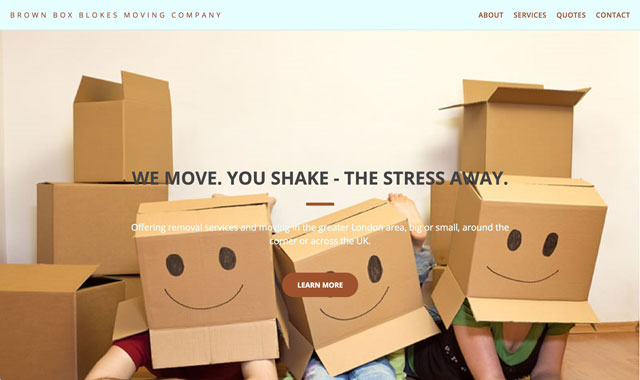 BROWN BOX BLOKES MOVING COMPANY
ABOUT SERVICES QUOTES CONTACT
WE MOVE. YOU SHAKE - THE STRESS AWAY.
Offering removal services and moving in the greater London area, big or small, around the
corner or across the UK.
LEARN MORE